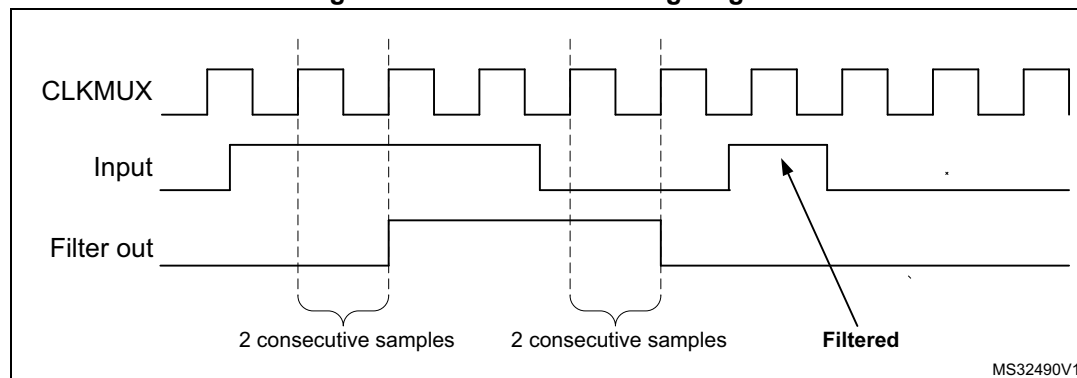 CLKMUX
Input
Filter out
2 consecutive samples
2 consecutive samples
Filtered
MS32490V1